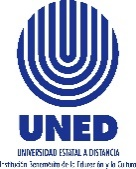 UNED
UNIVERSIDAD ESTATAL A DISTANCIA
Institución Benemérita de la Educación y la Cultura